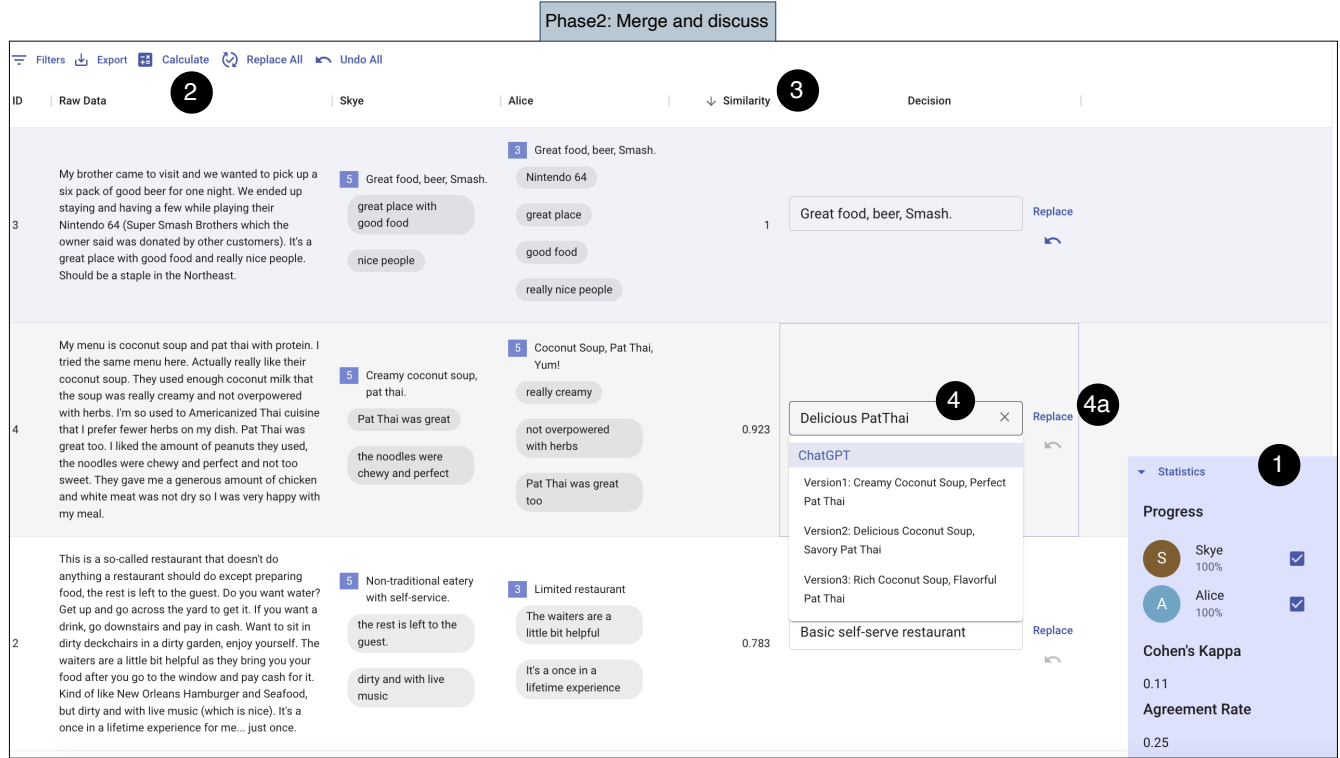 Phase2: Merge and discuss
Filters Export Calculate Replace All Undo All
2
ID Raw Data Skye Alice Similarity 3 Decision
3
My brother came to visit and we wanted to pick up a
six pack of good beer for one night. We ended up
staying and having a few while playing their
Nintendo 64 (Super Smash Brothers which the
owner said was donated by other customers). It's a
great place with good food and really nice people.
Should be a staple in the Northeast.
5 Great food, beer, Smash.
great place with
good food
nice people
3 Great food, beer, Smash.
Nintendo 64
great place
good food
really nice people
1
Great food, beer, Smash.
Replace
4
My menu is coconut soup and pat thai with protein. I
tried the same menu here. Actually really like their
coconut soup. They used enough coconut milk that
the soup was really creamy and not overpowered
with herbs. I'm so used to Americanized Thai cuisine
that I prefer fewer herbs on my dish. Pat Thai was
great too. I liked the amount of peanuts they used,
the noodles were chewy and perfect and not too
sweet. They gave me a generous amount of chicken
and white meat was not dry so I was very happy with
my meal.
5 Creamy coconut soup,
pat thai.
Pat Thai was great
the noodles were
chewy and perfect
5 Coconut Soup, Pat Thai,
Yum!
really creamy
not overpowered
with herbs
Pat Thai was great
too
0.923
Delicious PatThai
4
Replace
4a
ChatGPT
Version1: Creamy Coconut Soup, Perfect
Pat Thai
Version2: Delicious Coconut Soup,
Savory Pat Thai
Version3: Rich Coconut Soup, Flavorful
Pat Thai
2
This is a so-called restaurant that doesn't do
anything a restaurant should do except preparing
food, the rest is left to the guest. Do you want water?
Get up and go across the yard to get it. If you want a
drink, go downstairs and pay in cash. Want to sit in
dirty deckchairs in a dirty garden, enjoy yourself. The
waiters are a little bit helpful as they bring you your
food after you go to the window and pay cash for it.
Kind of like New Orleans Hamburger and Seafood,
but dirty and with live music (which is nice). It's a
once in a lifetime experience for me... just once.
5 Non-traditional eatery
with self-service.
the rest is left to the
guest.
dirty and with live
music
3 Limited restaurant
The waiters are a
little bit helpful
It's a once in a
lifetime experience
0.783
Basic self-serve restaurant
Replace
Statistics
1
Progress
S Skye
100%
A Alice
100%
Cohen's Kappa
0.11
Agreement Rate
0.25